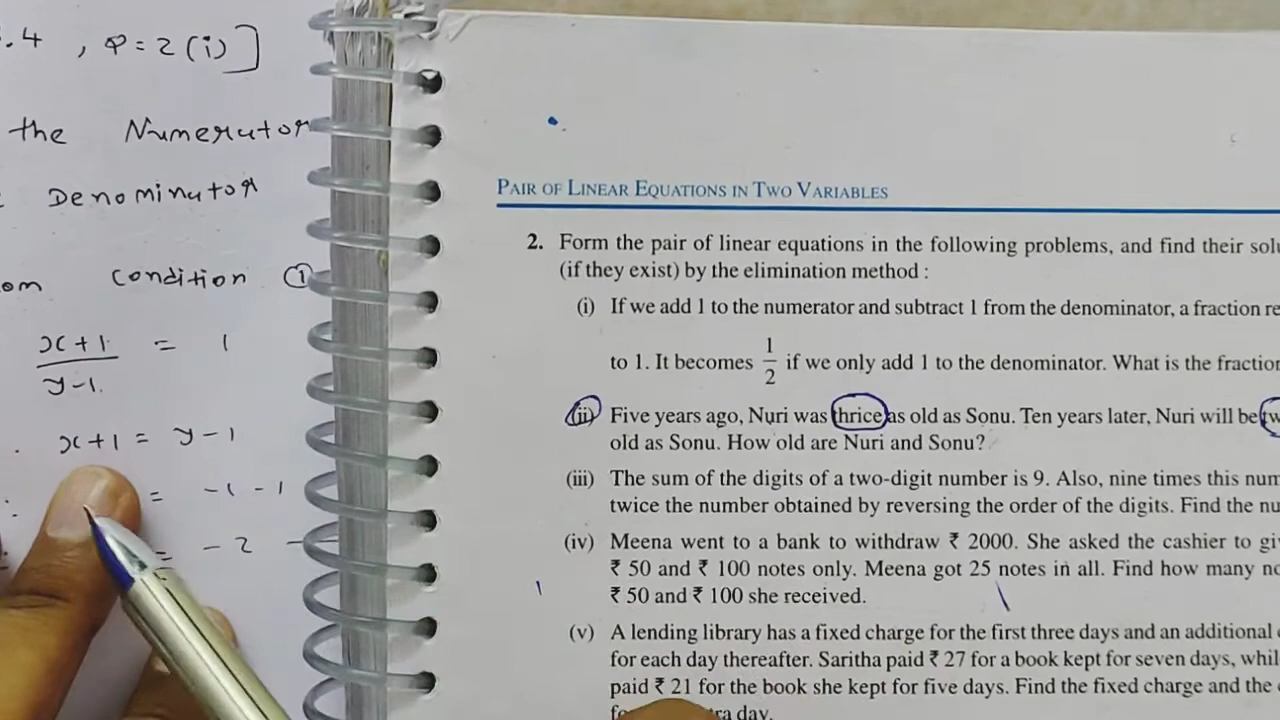 .4 , φ = 2 (i) ]
the Numerator
Denominator
om condition ①
x + 1 = 1
y - 1
x + 1 = y - 1
= -1 - 1
= - 2
PAIR OF LINEAR EQUATIONS IN TWO VARIABLES
2. Form the pair of linear equations in the following problems, and find their solu
(if they exist) by the elimination method :
(i) If we add 1 to the numerator and subtract 1 from the denominator, a fraction re
to 1. It becomes 1/2 if we only add 1 to the denominator. What is the fraction
(ii) Five years ago, Nuri was thrice as old as Sonu. Ten years later, Nuri will be tw
old as Sonu. How old are Nuri and Sonu?
(iii) The sum of the digits of a two-digit number is 9. Also, nine times this num
twice the number obtained by reversing the order of the digits. Find the nu
(iv) Meena went to a bank to withdraw ₹ 2000. She asked the cashier to gi
₹ 50 and ₹ 100 notes only. Meena got 25 notes in all. Find how many no
₹ 50 and ₹ 100 she received.
(v) A lending library has a fixed charge for the first three days and an additional
for each day thereafter. Saritha paid ₹ 27 for a book kept for seven days, whil
paid ₹ 21 for the book she kept for five days. Find the fixed charge and the
day.